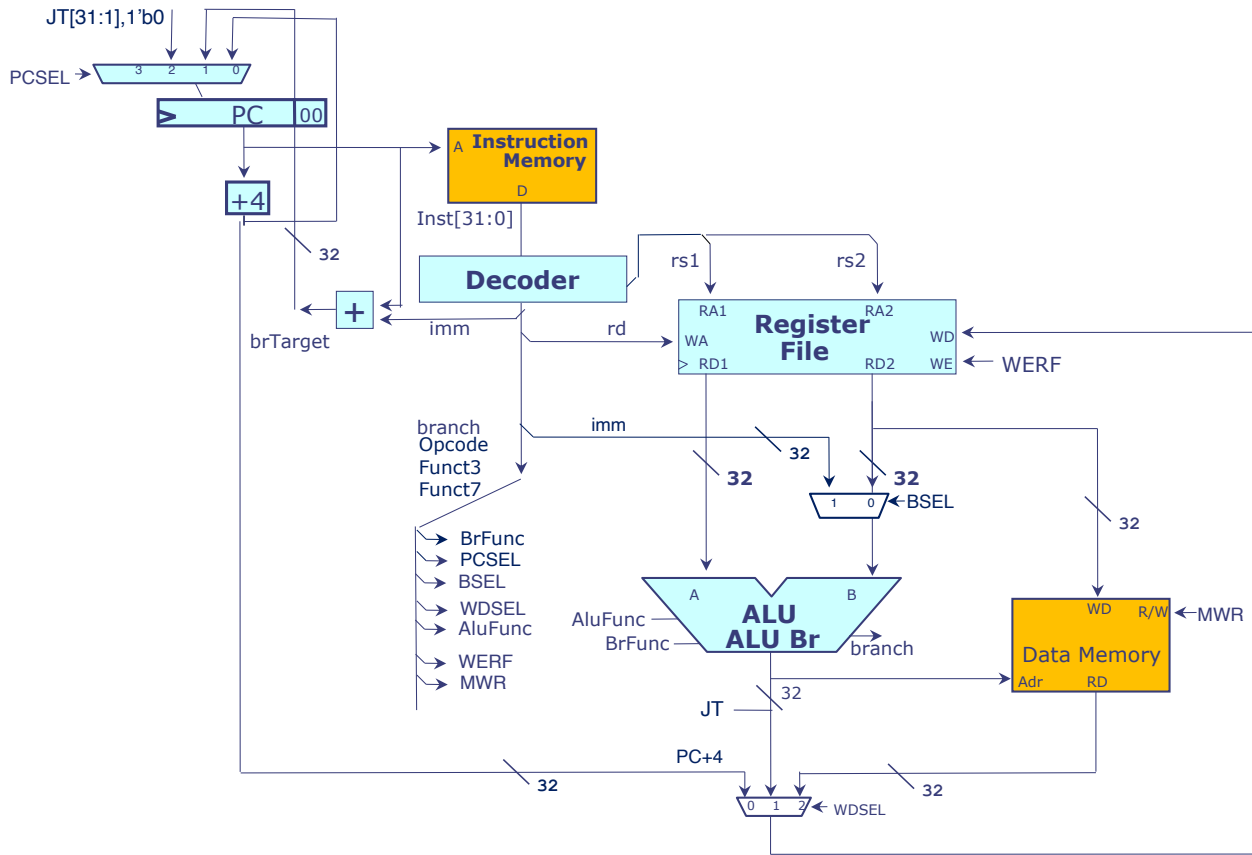 JT[31:1],1'b0
PCSEL
3 2 1 0
PC 00
A Instruction
Memory
D
+4
Inst[31:0]
32
rs1
rs2
Decoder
+
imm
brTarget
rd
RA1 RA2
Register
File
WA
WD
RD1 RD2 WE
WERF
branch
Opcode
Funct3
Funct7
imm
32
32
32
1 0
BSEL
32
BrFunc
PCSEL
BSEL
WDSEL
AluFunc
WERF
MWR
A B
ALU
ALU Br
AluFunc
BrFunc
branch
WD R/W
MWR
Data Memory
Adr RD
32
JT
PC+4
32
32
0 1 2
WDSEL